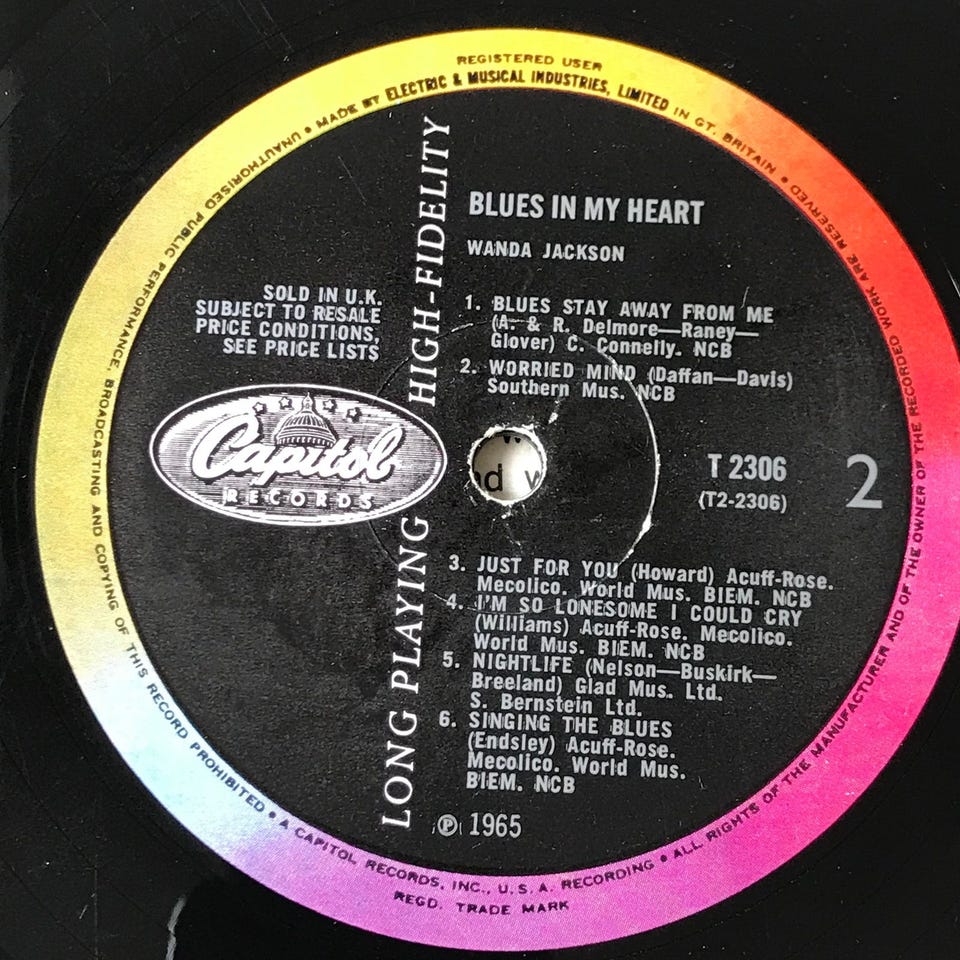 REGISTERED USER
UNAUTHORISED PUBLIC PERFORMANCE, BROADCASTING AND COPYING OF THIS RECORD PROHIBITED • A CAPITOL RECORDS, INC., U.S.A. RECORDING • ALL RIGHTS OF THE MANUFACTURER AND OF THE OWNER OF THE RECORDED WORK ARE RESERVED • MADE BY ELECTRIC & MUSICAL INDUSTRIES, LIMITED IN GT. BRITAIN •
REGD. TRADE MARK
LONG PLAYING HIGH-FIDELITY
SOLD IN U.K.
SUBJECT TO RESALE
PRICE CONDITIONS,
SEE PRICE LISTS
Capitol
RECORDS
BLUES IN MY HEART
WANDA JACKSON
1. BLUES STAY AWAY FROM ME
(A. & R. Delmore—Raney—
Glover) C. Connelly. NCB
2. WORRIED MIND (Daffan—Davis)
Southern Mus. NCB
T 2306
(T2-2306)
2
3. JUST FOR YOU (Howard) Acuff-Rose.
Mecolico. World Mus. BIEM. NCB
4. I'M SO LONESOME I COULD CRY
(Williams) Acuff-Rose. Mecolico.
World Mus. BIEM. NCB
5. NIGHTLIFE (Nelson—Buskirk—
Breeland) Glad Mus. Ltd.
S. Bernstein Ltd.
6. SINGING THE BLUES
(Endsley) Acuff-Rose.
Mecolico. World Mus.
BIEM. NCB
℗ 1965